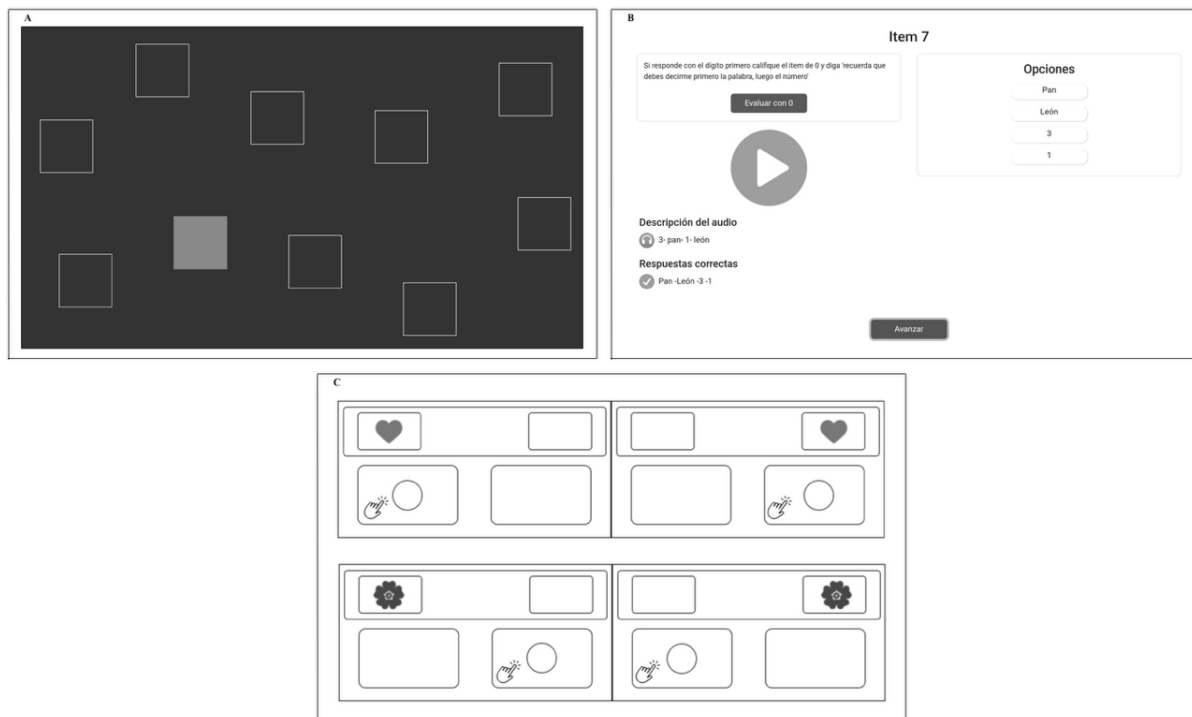 A
B
Item 7
Si responde con el dígito primero califique el item de 0 y diga 'recuerda que
debes decirme primero la palabra, luego el número'
Evaluar con 0
Opciones
Pan
León
3
1
Descripción del audio
3- pan- 1- león
Respuestas correctas
Pan -León -3 -1
Avanzar
C